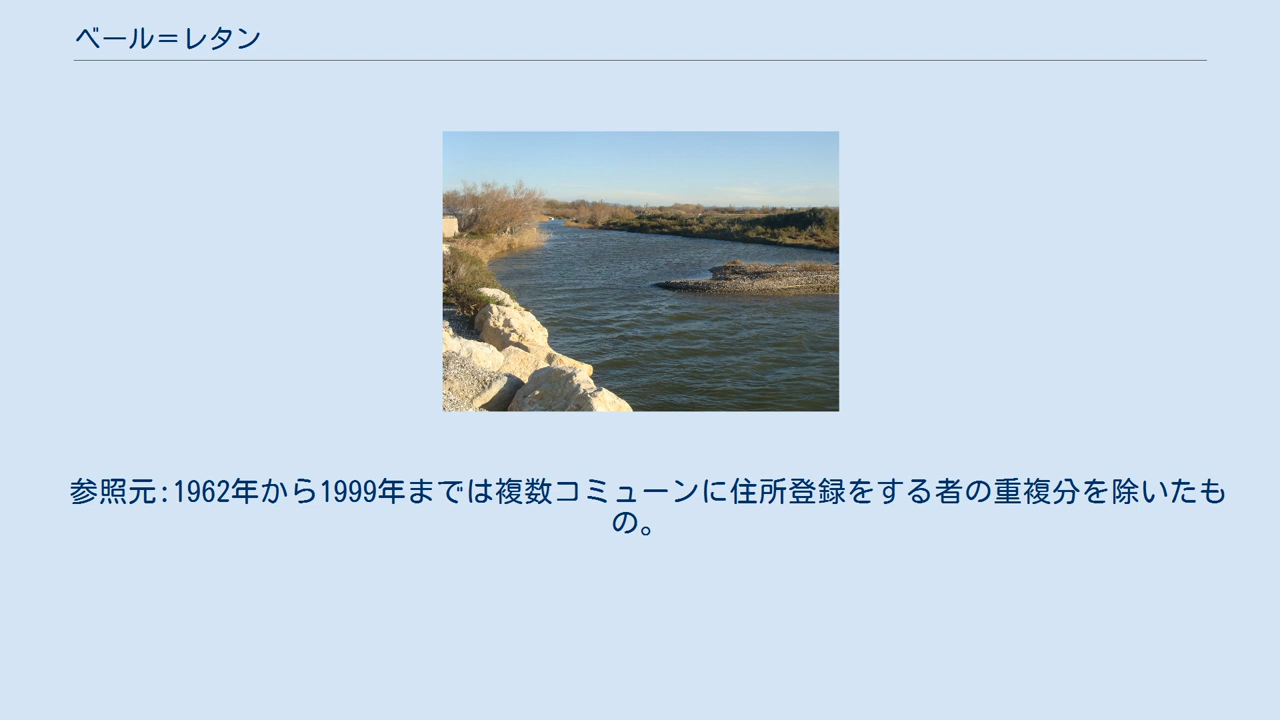 ベール＝レタン
参照元:1962年から1999年までは複数コミューンに住所登録をする者の重複分を除いたも
の。